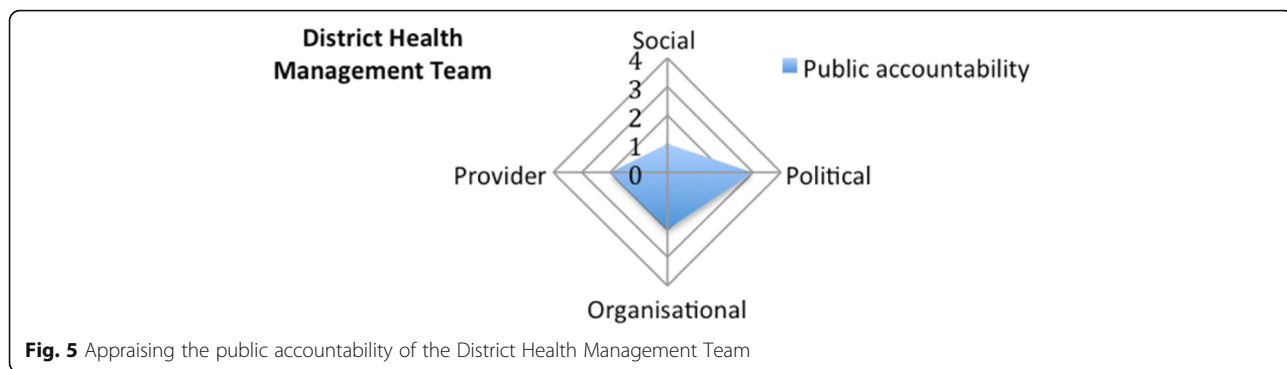 District Health
Management Team
Social
Public accountability
4
3
2
1
0
Provider
Political
Organisational
Fig. 5 Appraising the public accountability of the District Health Management Team